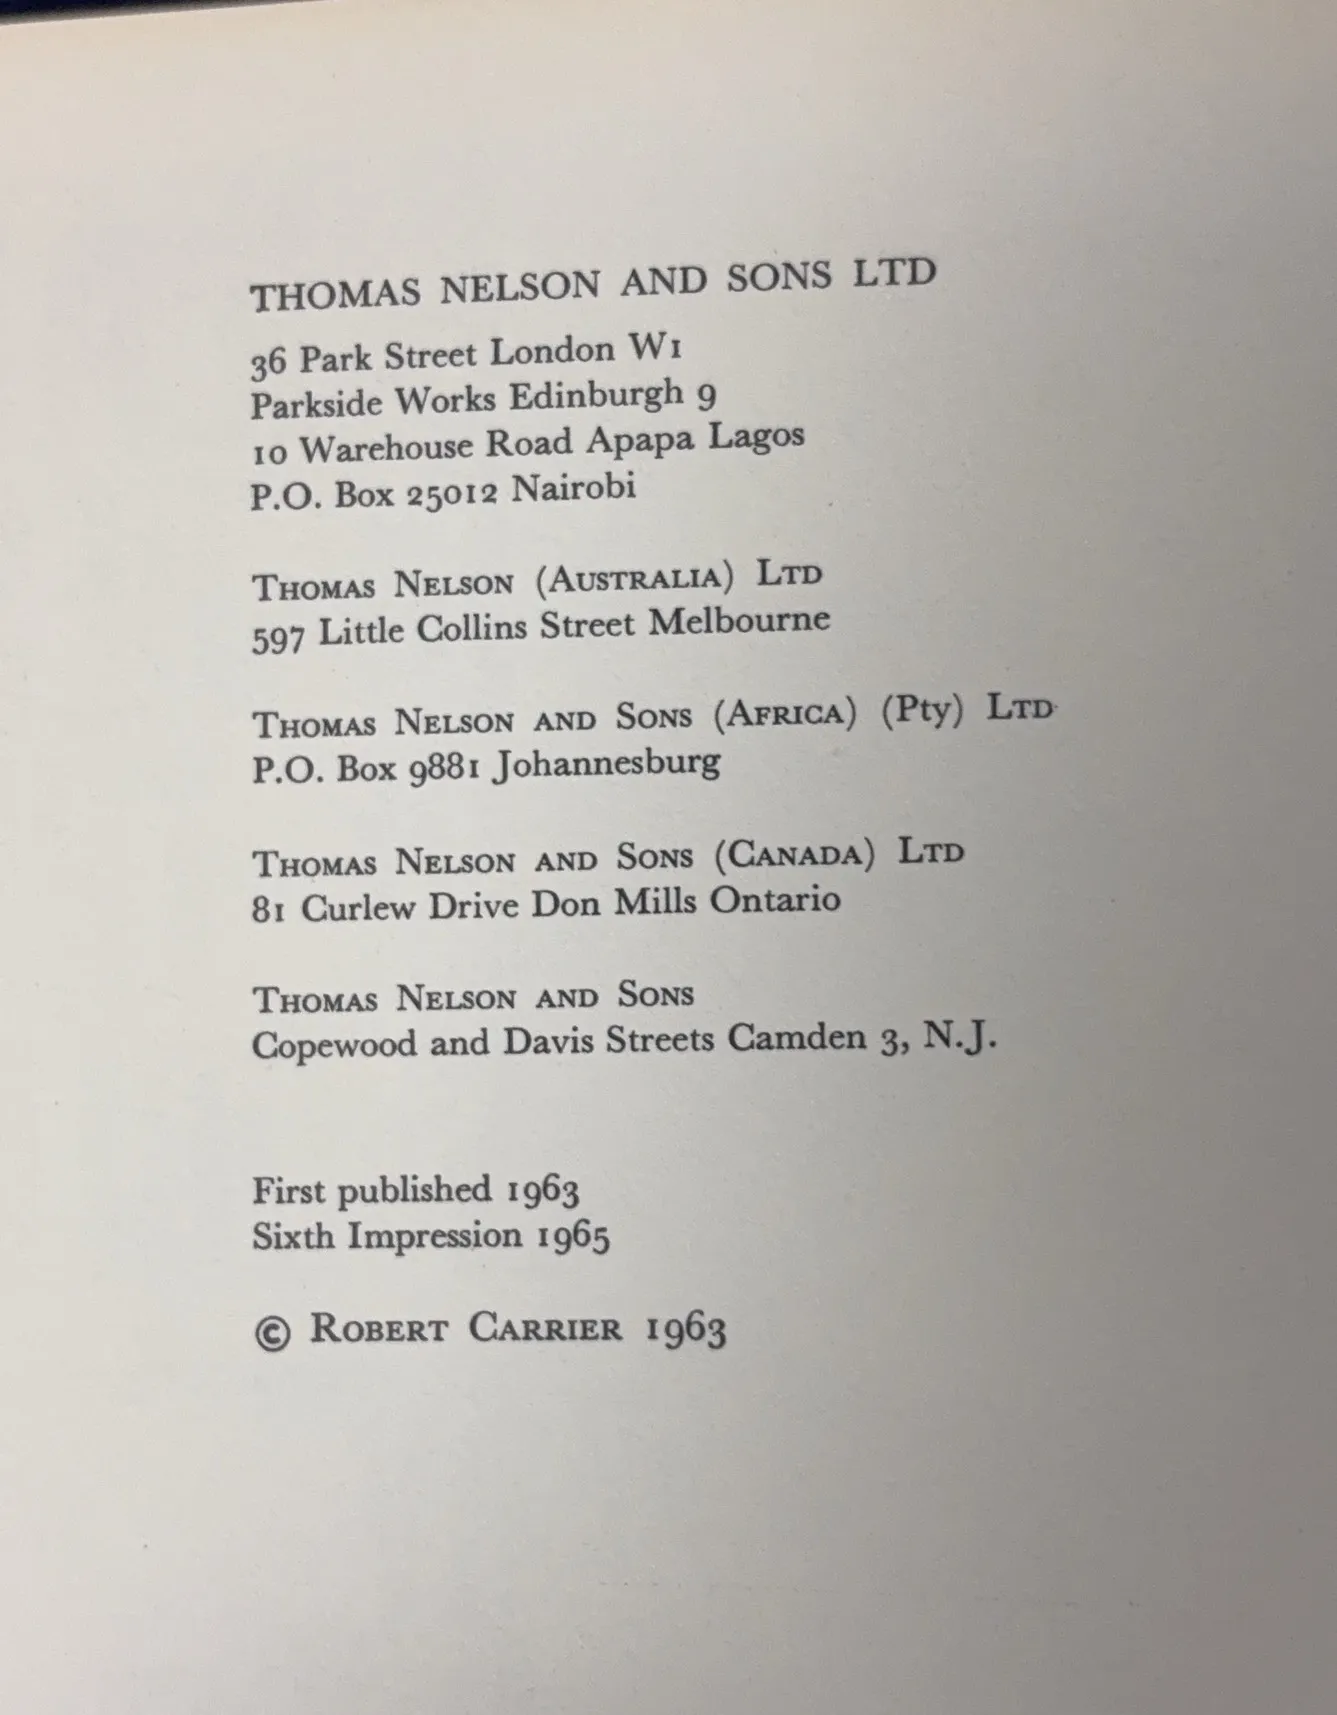 THOMAS NELSON AND SONS LTD
36 Park Street London W1
Parkside Works Edinburgh 9
10 Warehouse Road Apapa Lagos
P.O. Box 25012 Nairobi
THOMAS NELSON (AUSTRALIA) LTD
597 Little Collins Street Melbourne
THOMAS NELSON AND SONS (AFRICA) (Pty) LTD
P.O. Box 9881 Johannesburg
THOMAS NELSON AND SONS (CANADA) LTD
81 Curlew Drive Don Mills Ontario
THOMAS NELSON AND SONS
Copewood and Davis Streets Camden 3, N.J.
First published 1963
Sixth Impression 1965
© ROBERT CARRIER 1963